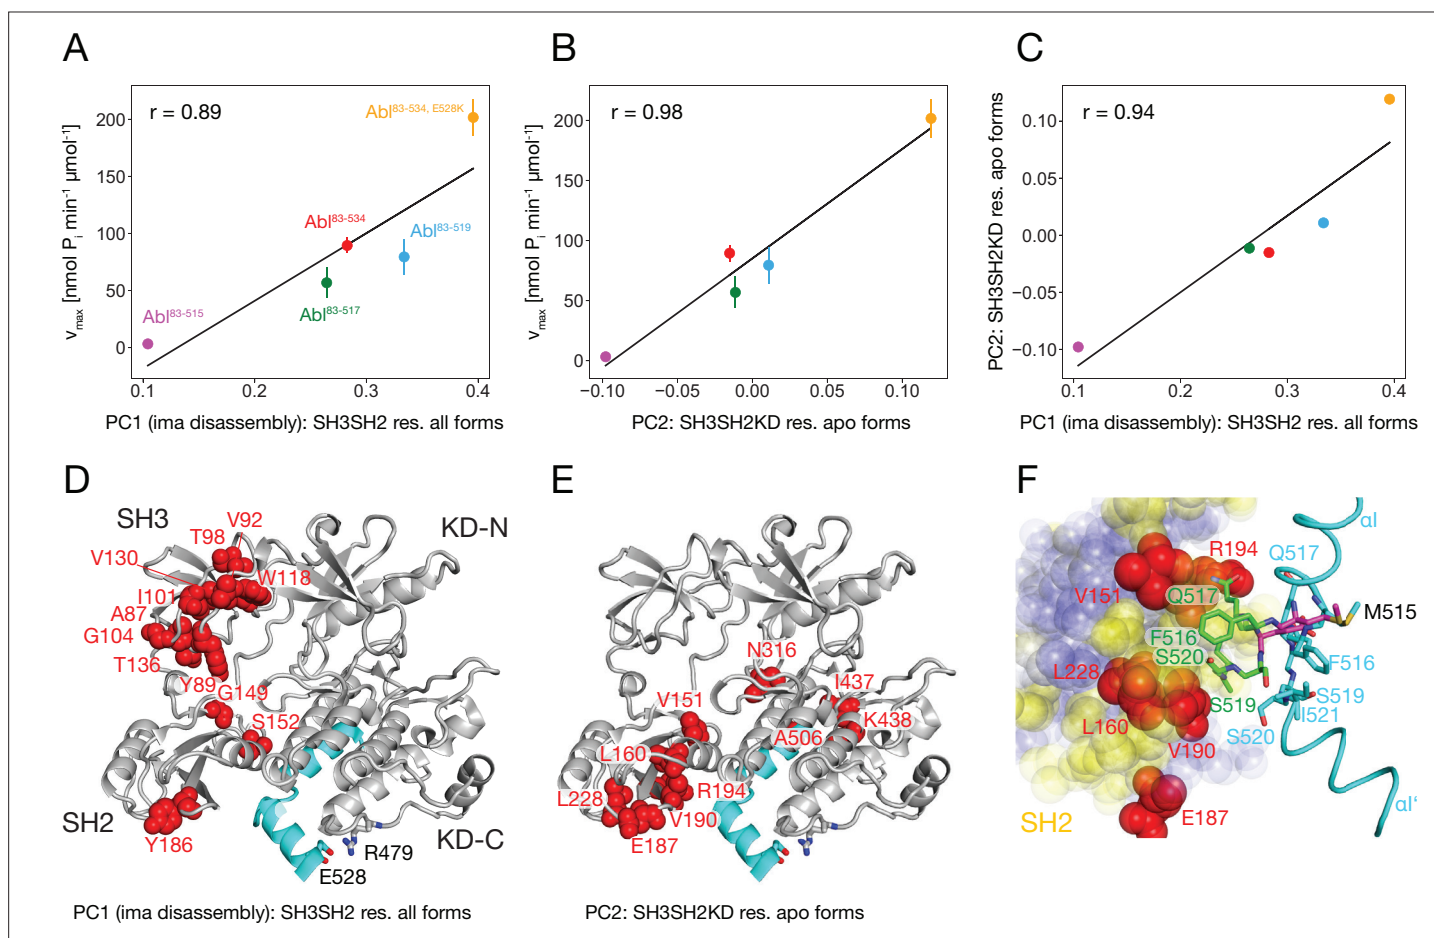 A
B
C
r = 0.89
Abl⁸³⁻⁵³⁴, ᴱ⁵²⁸ᴷ
Abl⁸³⁻⁵³⁴
Abl⁸³⁻⁵¹⁹
Abl⁸³⁻⁵¹⁵
Abl⁸³⁻⁵¹⁷
200
150
100
50
0
vmax [nmol Pi min⁻¹ μmol⁻¹]
0.1 0.2 0.3 0.4
PC1 (ima disassembly): SH3SH2 res. all forms
r = 0.98
200
150
100
50
0
vmax [nmol Pi min⁻¹ μmol⁻¹]
−0.10 −0.05 0.00 0.05 0.10
PC2: SH3SH2KD res. apo forms
r = 0.94
0.10
0.05
0.00
−0.05
−0.10
PC2: SH3SH2KD res. apo forms
0.1 0.2 0.3 0.4
PC1 (ima disassembly): SH3SH2 res. all forms
D
E
F
SH3
V92
KD-N
T98
V130
W118
I101
A87
G104
T136
Y89
G149
S152
SH2
Y186
R479
KD-C
E528
PC1 (ima disassembly): SH3SH2 res. all forms
N316
V151
I437
K438
A506
L160
L228
R194
V190
E187
PC2: SH3SH2KD res. apo forms
αI
R194
Q517
V151
Q517
M515
F516
F516
S520
L228
S519
S519
I521
L160
S520
V190
αI‘
SH2
E187